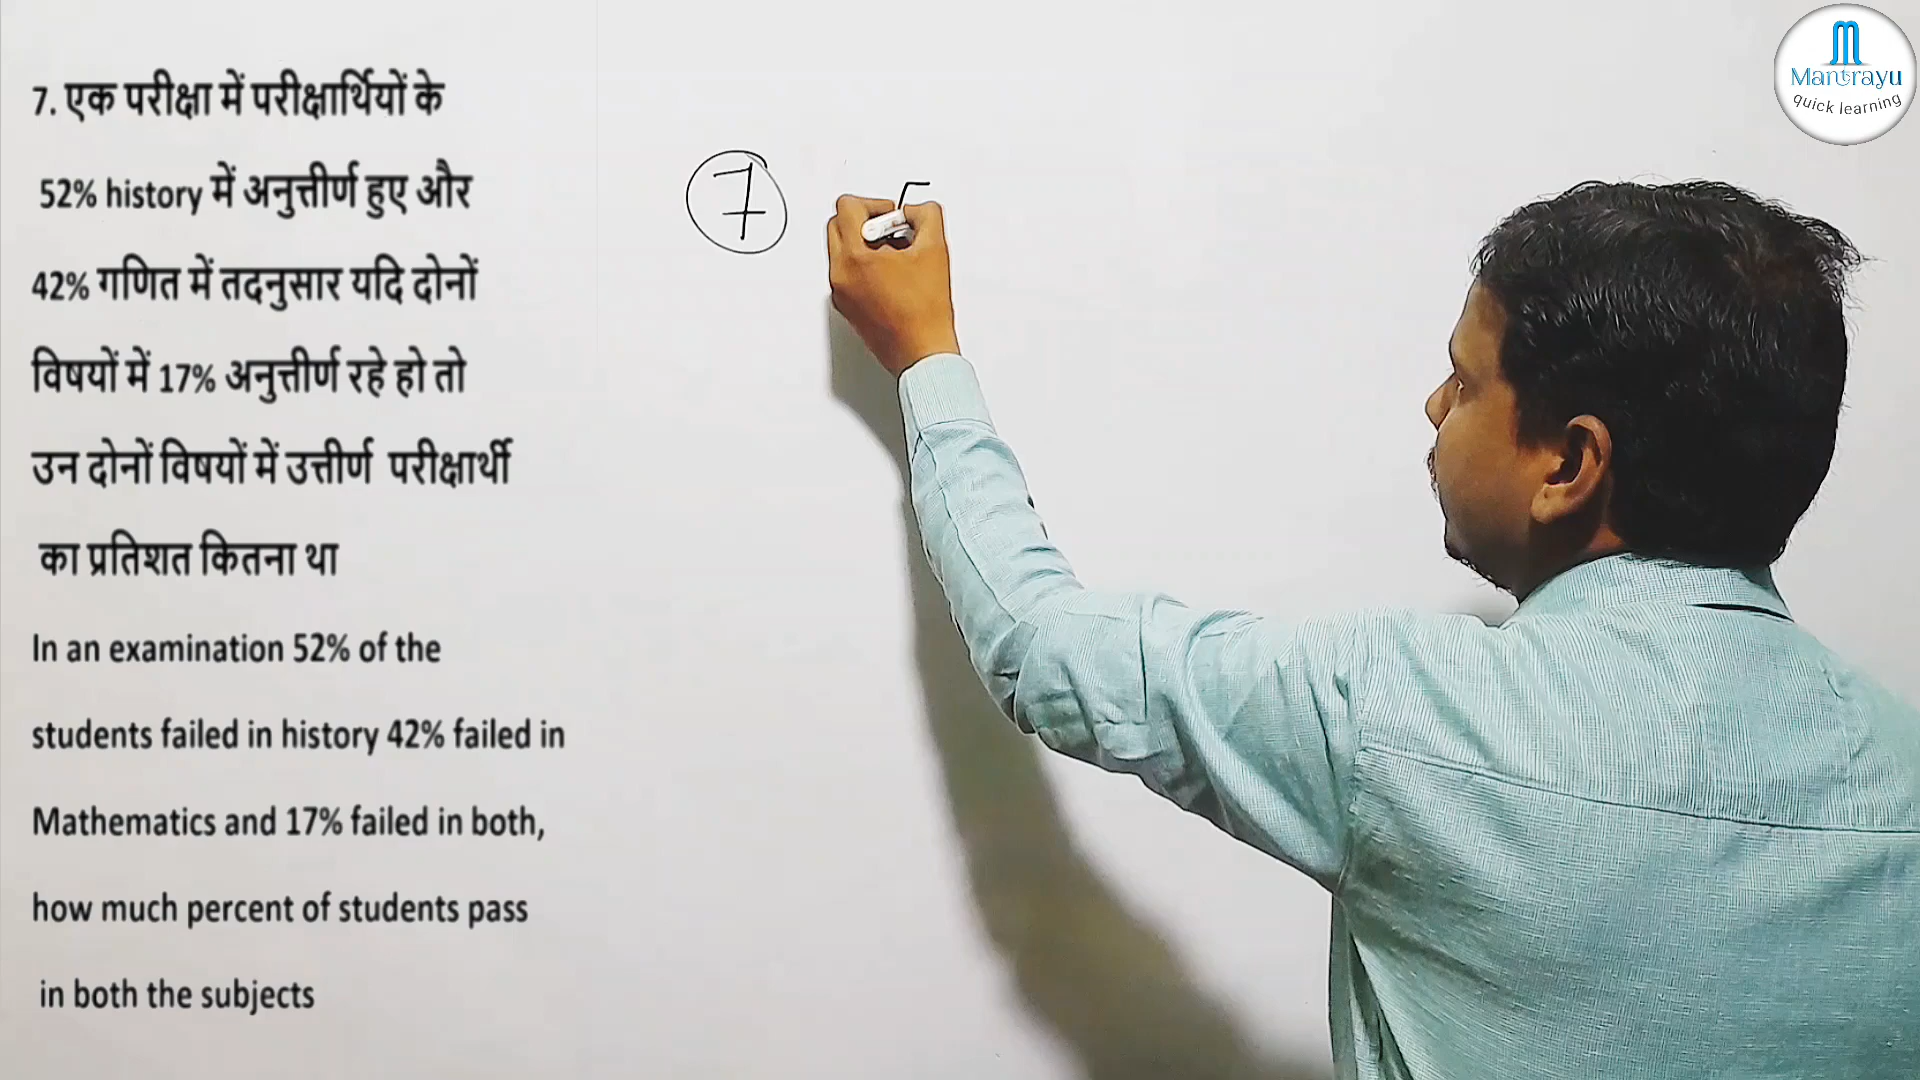 7. एक परीक्षा में परीक्षार्थियों के
52% history में अनुत्तीर्ण हुए और
42% गणित में तदनुसार यदि दोनों
विषयों में 17% अनुत्तीर्ण रहे हो तो
उन दोनों विषयों में उत्तीर्ण परीक्षार्थी
का प्रतिशत कितना था
In an examination 52% of the
students failed in history 42% failed in
Mathematics and 17% failed in both,
how much percent of students pass
in both the subjects
7
m
Mantrayu
quick learning